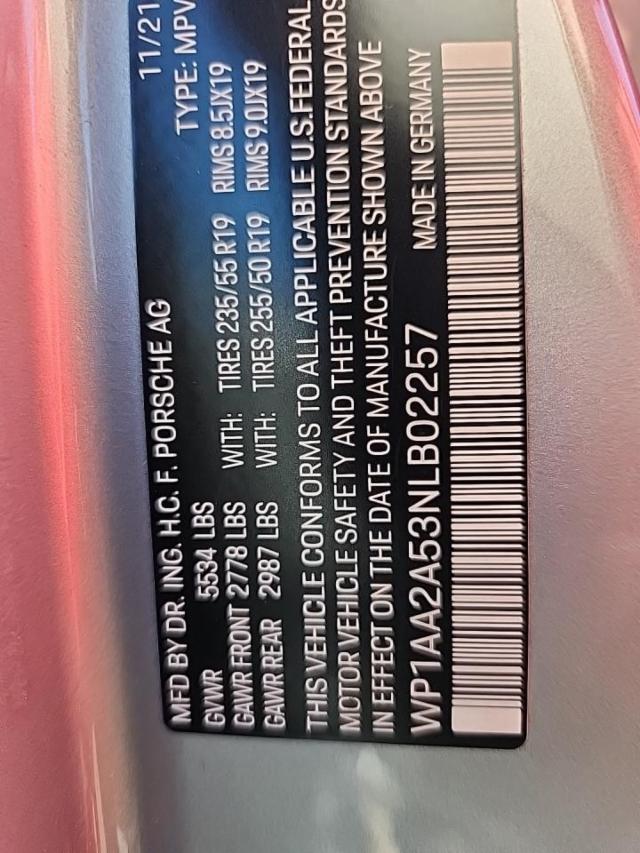 MFD BY DR. ING. H.C. F. PORSCHE AG 11/21
GVWR 5534 LBS TYPE: MPV
GAWR FRONT 2778 LBS WITH: TIRES 235/55 R19 RIMS 8.5JX19
GAWR REAR 2987 LBS WITH: TIRES 255/50 R19 RIMS 9.0JX19
THIS VEHICLE CONFORMS TO ALL APPLICABLE U.S. FEDERAL
MOTOR VEHICLE SAFETY AND THEFT PREVENTION STANDARDS
IN EFFECT ON THE DATE OF MANUFACTURE SHOWN ABOVE
WP1AA2A53NLB02257 MADE IN GERMANY